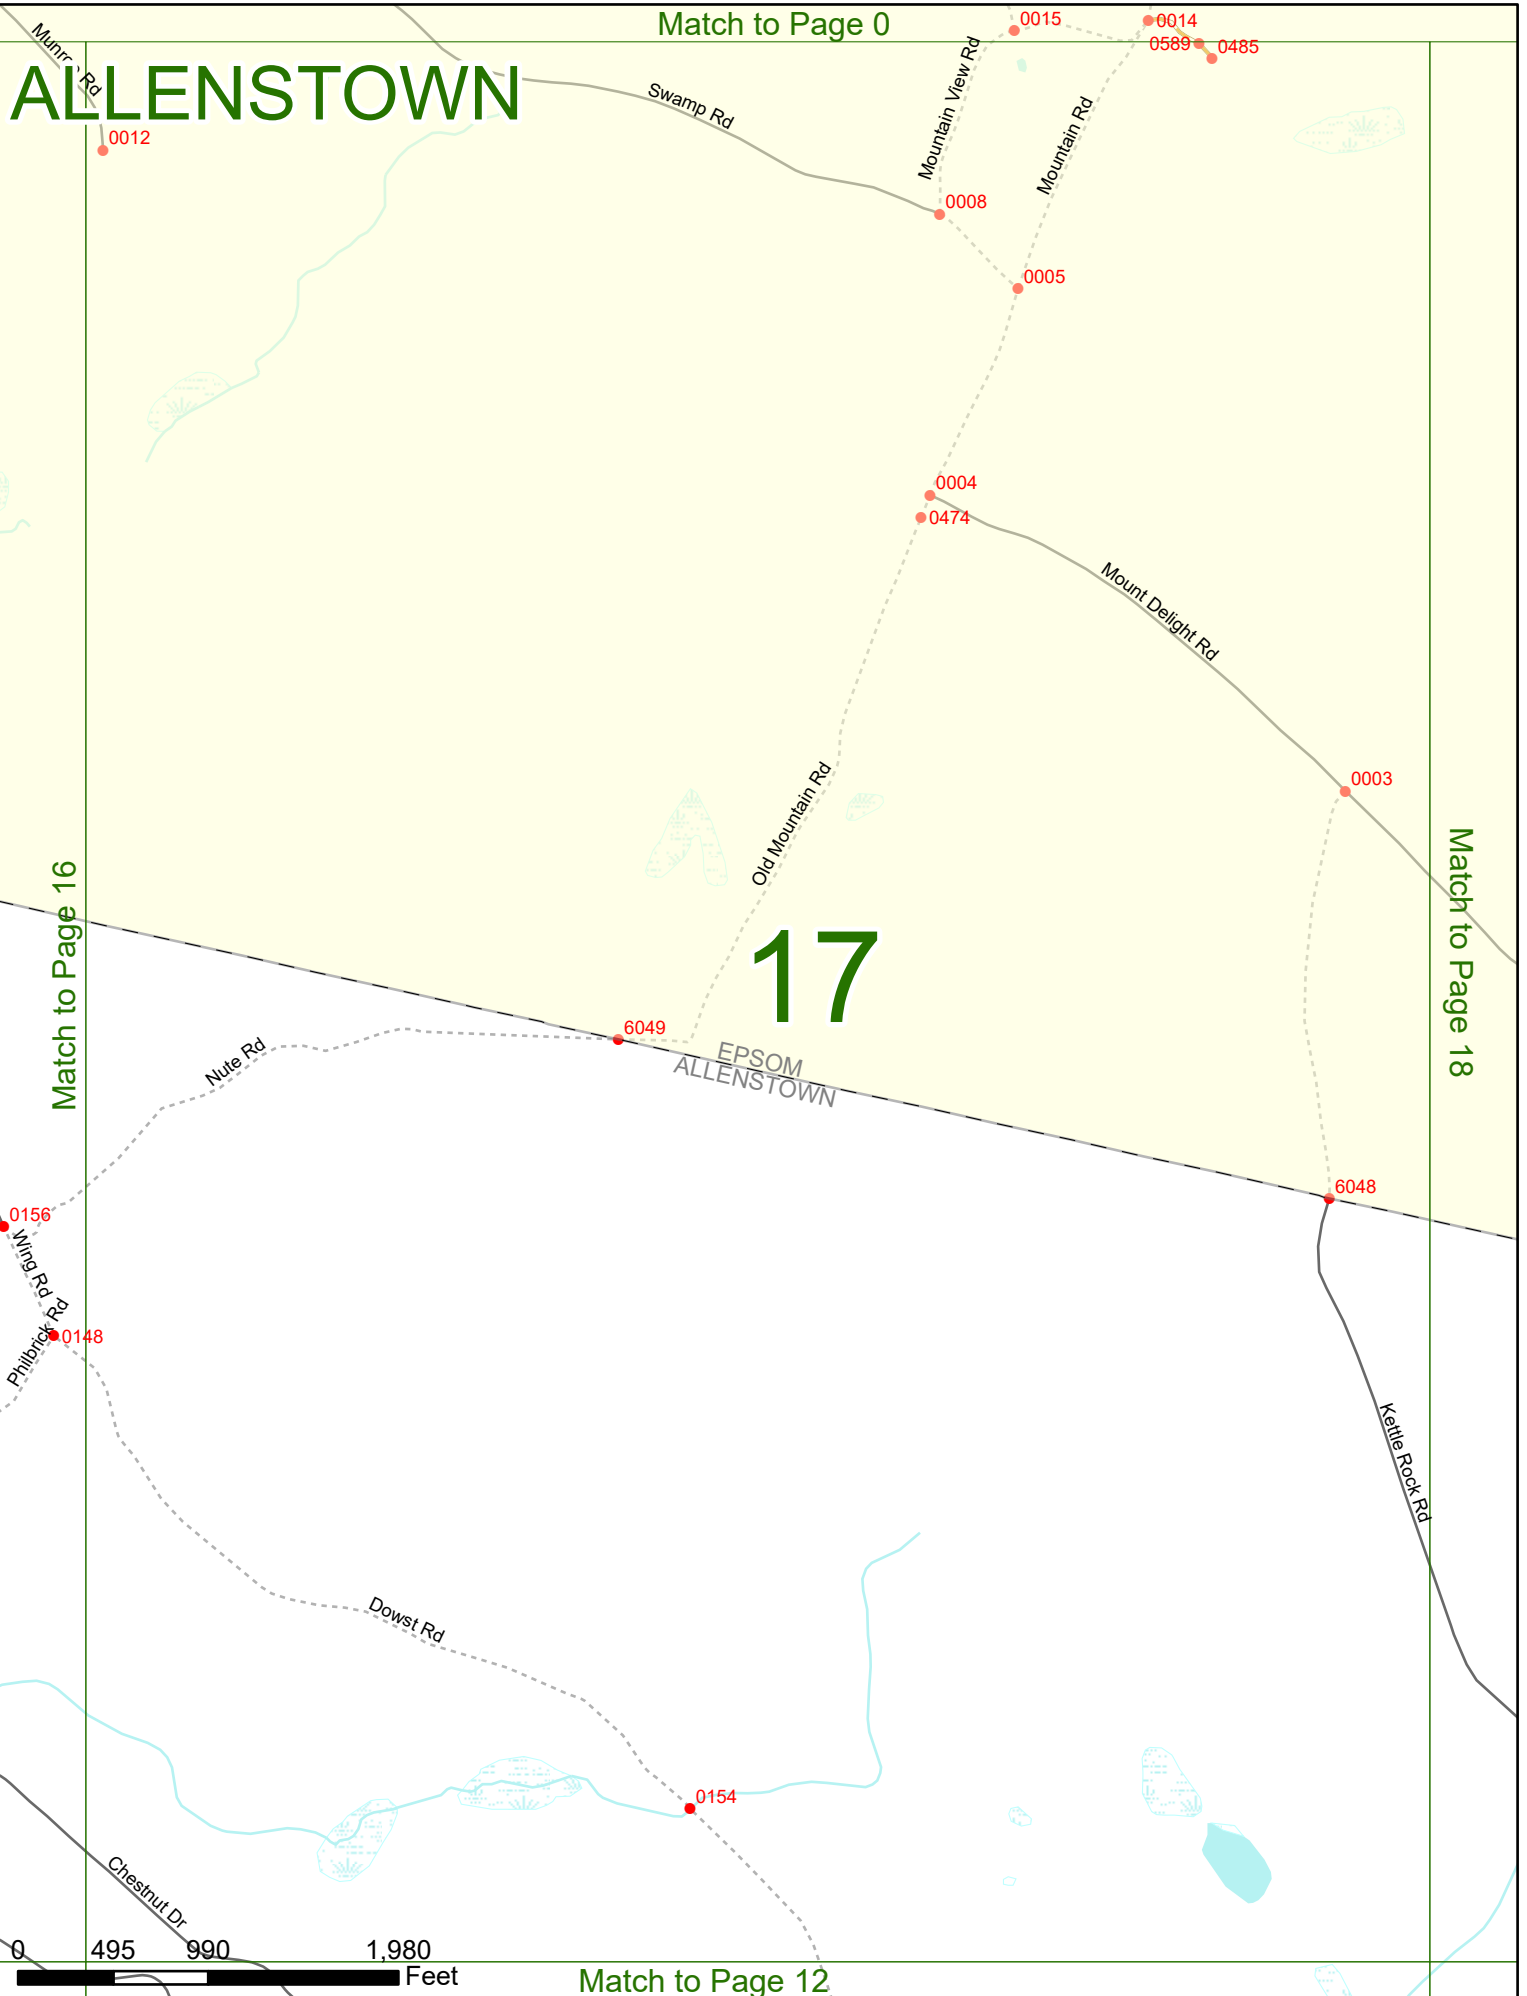 Match to Page 0
0015
0014
0589
0485
Munroe Rd
ALLENSTOWN
0012
Swamp Rd
Mountain View Rd
Mountain Rd
0008
0005
0004
0474
Mount Delight Rd
0003
Old Mountain Rd
Match to Page 16
Match to Page 18
17
6049
EPSOM
ALLENSTOWN
Nute Rd
6048
0156
Wing Rd
Philbrick Rd
0148
Kettle Rock Rd
Dowst Rd
0154
Chestnut Dr
0 495 990 1,980
Feet
Match to Page 12